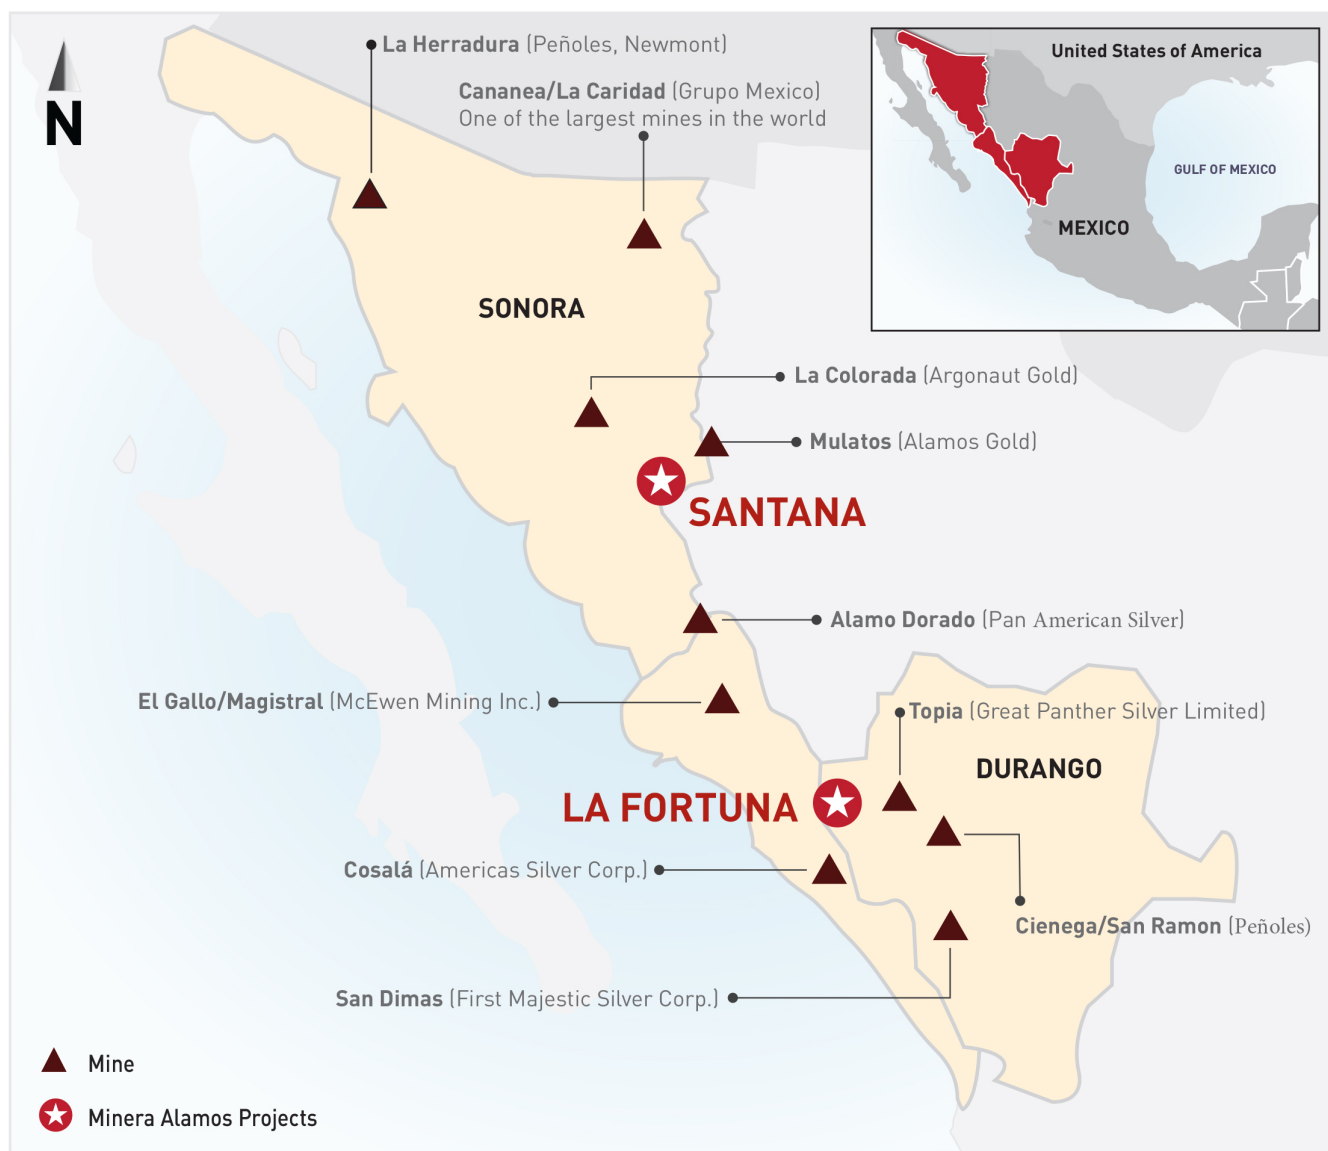 La Herradura (Peñoles, Newmont)
N
Cananea/La Caridad (Grupo Mexico)
One of the largest mines in the world
United States of America
GULF OF MEXICO
MEXICO
SONORA
La Colorada (Argonaut Gold)
Mulatos (Alamos Gold)
SANTANA
Alamo Dorado (Pan American Silver)
El Gallo/Magistral (McEwen Mining Inc.)
Topia (Great Panther Silver Limited)
DURANGO
LA FORTUNA
Cosalá (Americas Silver Corp.)
Cienega/San Ramon (Peñoles)
San Dimas (First Majestic Silver Corp.)
Mine
Minera Alamos Projects